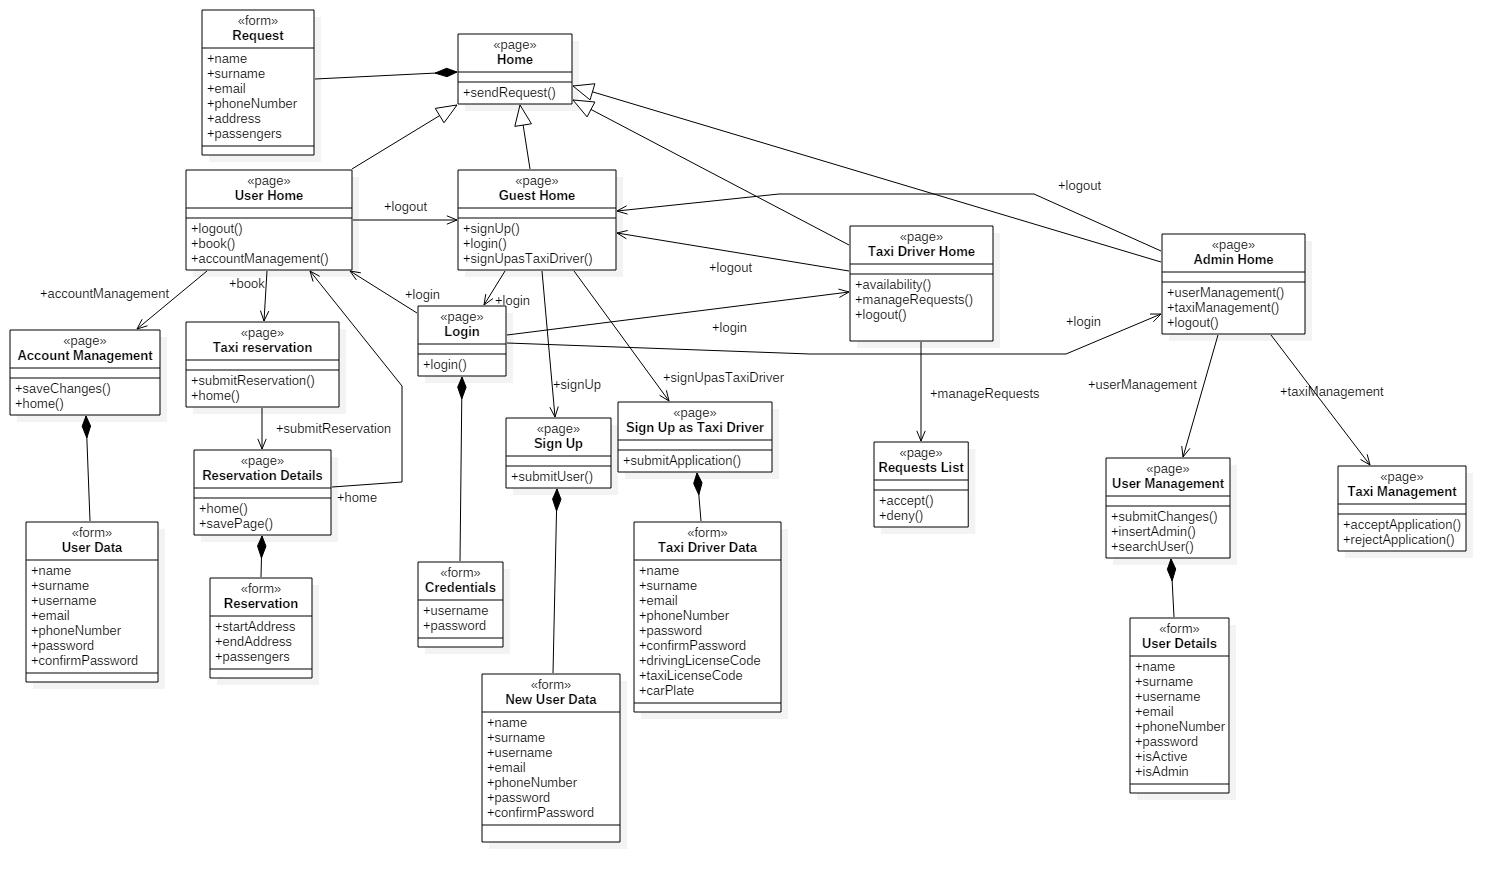 «form»
Request
+name
+surname
+email
+phoneNumber
+address
+passengers
«page»
Home
+sendRequest()
«page»
User Home
+logout()
+book()
+accountManagement()
+logout
«page»
Guest Home
+signUp()
+login()
+signUpasTaxiDriver()
+logout
+logout
«page»
Taxi Driver Home
+availability()
+manageRequests()
+logout()
«page»
Admin Home
+userManagement()
+taxiManagement()
+logout()
+accountManagement
+book
+login
+login
+login
+login
«page»
Account Management
+saveChanges()
+home()
«page»
Taxi reservation
+submitReservation()
+home()
«page»
Login
+login()
+signUp
+signUpasTaxiDriver
+manageRequests
+userManagement
+taxiManagement
+submitReservation
«page»
Reservation Details
+home()
+savePage()
+home
«page»
Sign Up
+submitUser()
«page»
Sign Up as Taxi Driver
+submitApplication()
«page»
Requests List
+accept()
+deny()
«page»
User Management
+submitChanges()
+insertAdmin()
+searchUser()
«page»
Taxi Management
+acceptApplication()
+rejectApplication()
«form»
User Data
+name
+surname
+username
+email
+phoneNumber
+password
+confirmPassword
«form»
Reservation
+startAddress
+endAddress
+passengers
«form»
Credentials
+username
+password
«form»
New User Data
+name
+surname
+username
+email
+phoneNumber
+password
+confirmPassword
«form»
Taxi Driver Data
+name
+surname
+email
+phoneNumber
+password
+confirmPassword
+drivingLicenseCode
+taxiLicenseCode
+carPlate
«form»
User Details
+name
+surname
+username
+email
+phoneNumber
+password
+isActive
+isAdmin